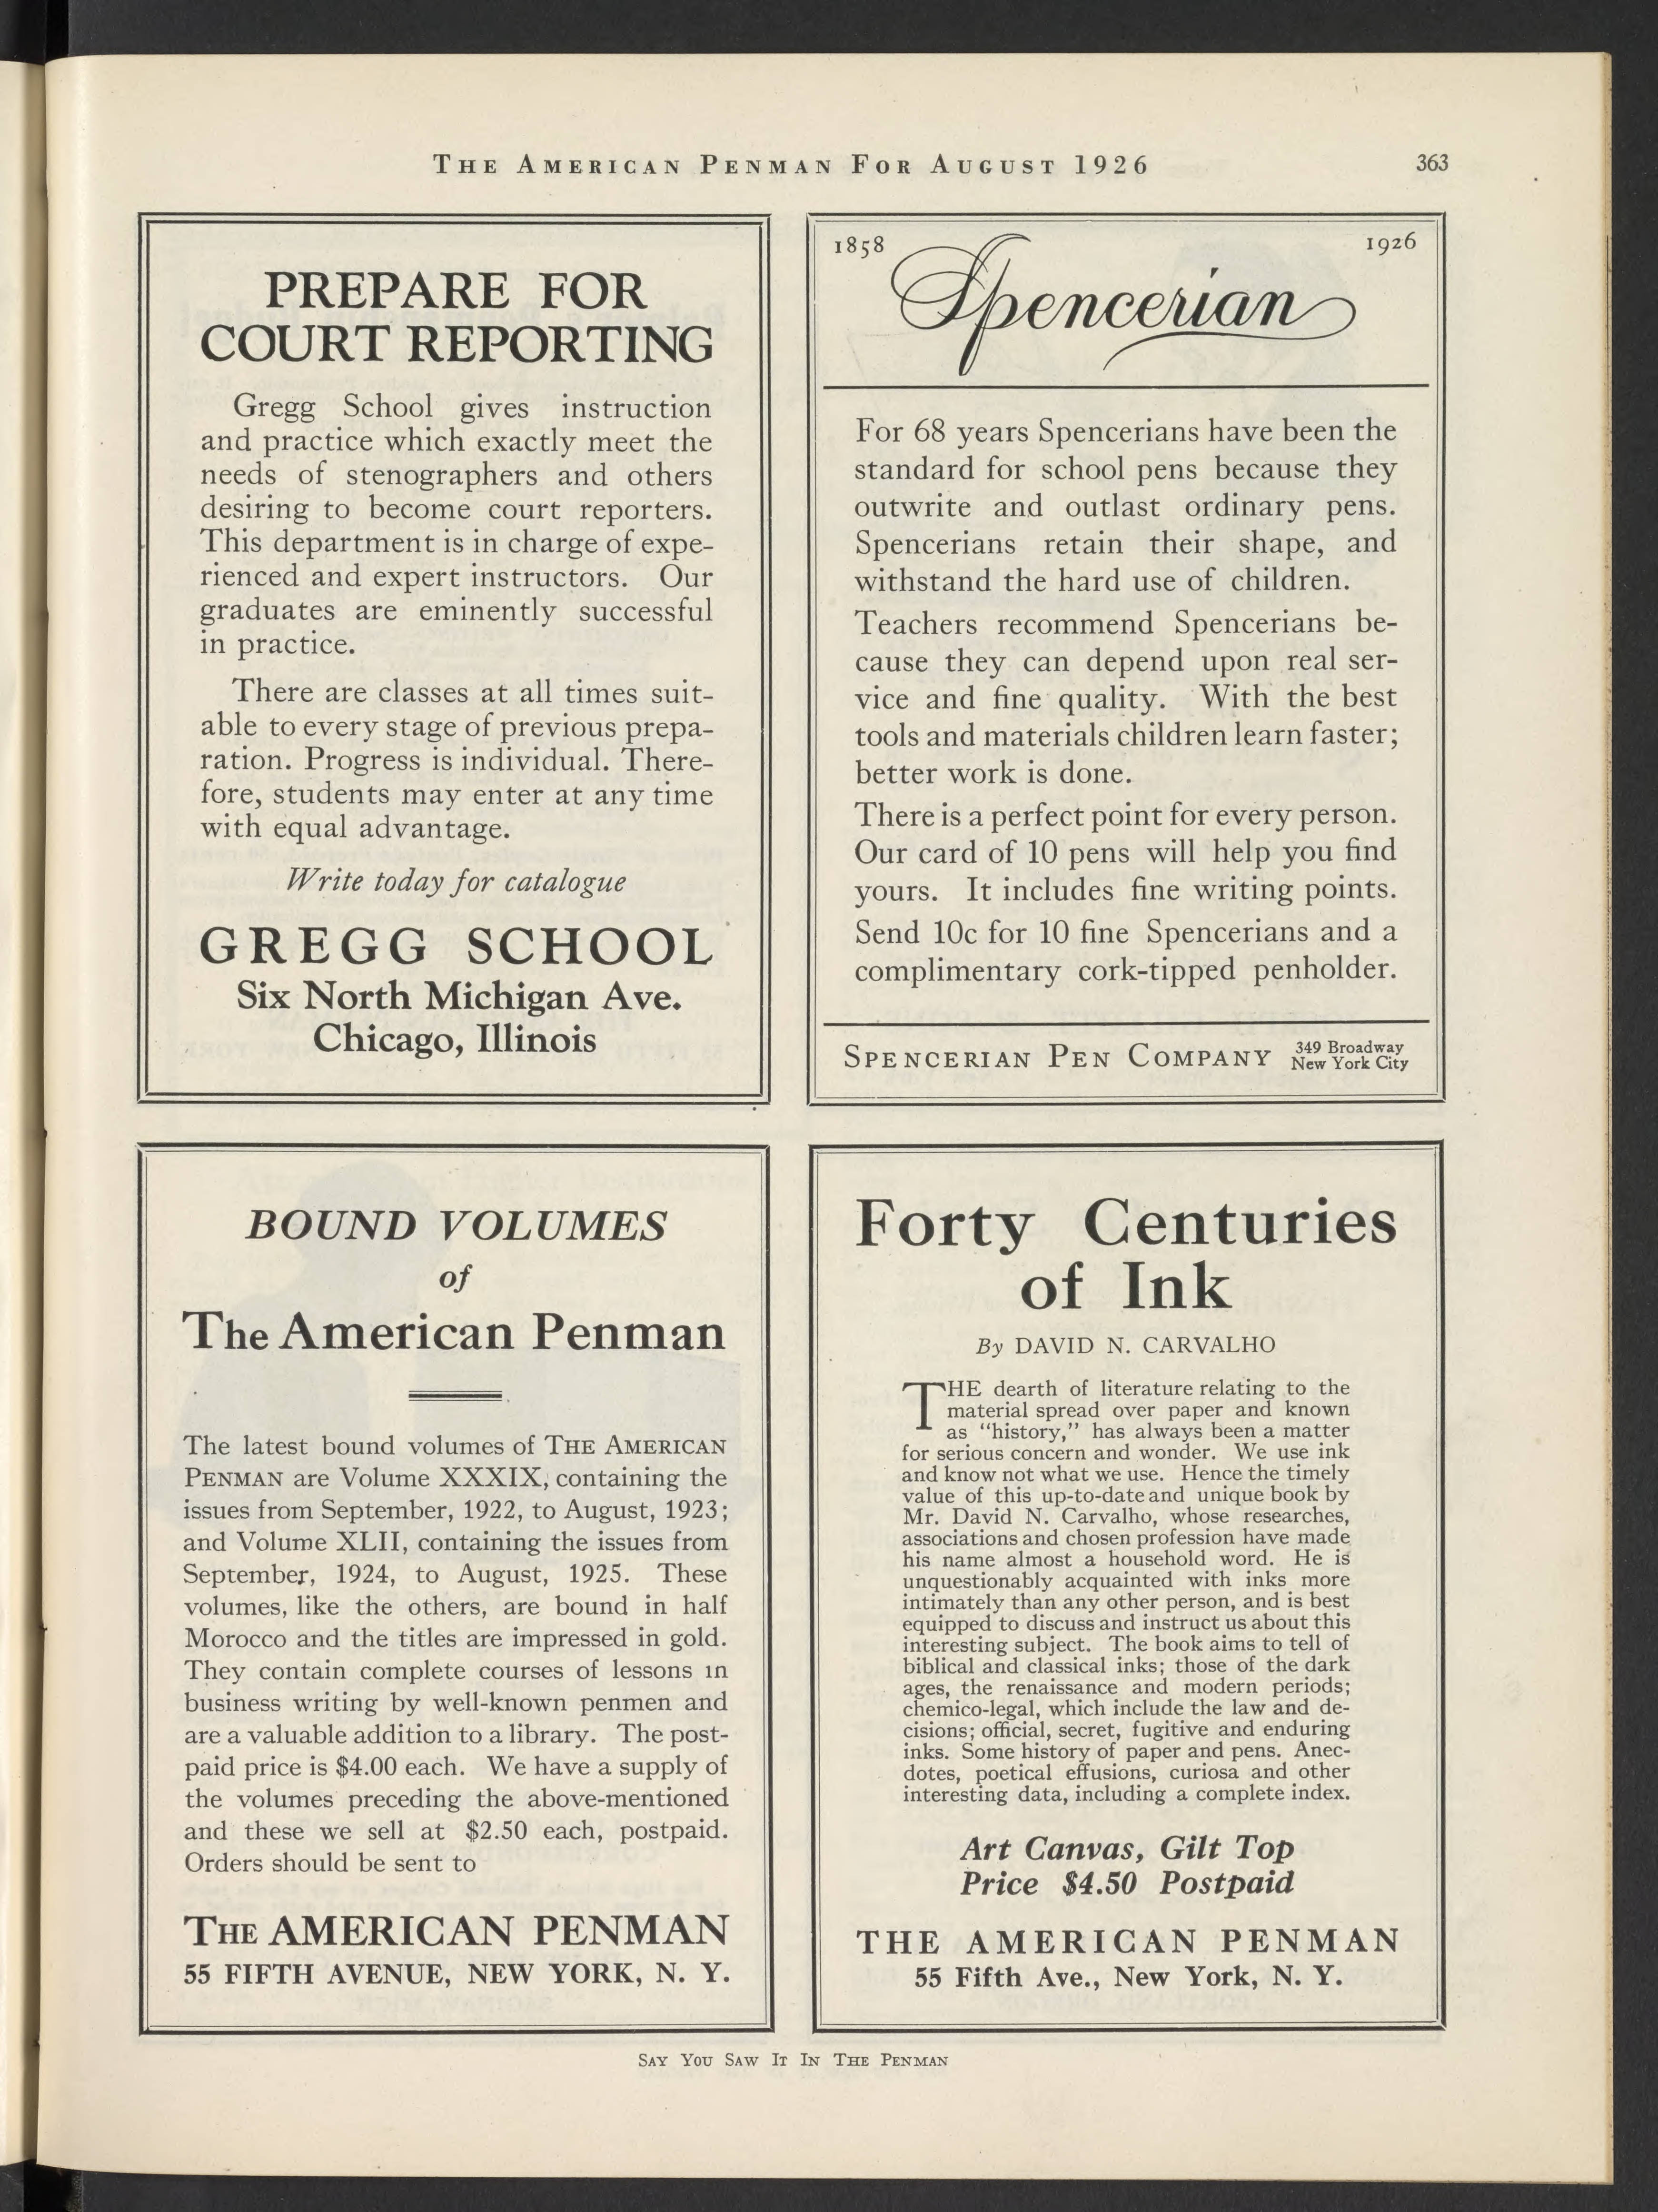 THE AMERICAN PENMAN FOR AUGUST 1926
363
PREPARE FOR
COURT REPORTING
Gregg School gives instruction
and practice which exactly meet the
needs of stenographers and others
desiring to become court reporters.
This department is in charge of expe-
rienced and expert instructors. Our
graduates are eminently successful
in practice.
There are classes at all times suit-
able to every stage of previous prepa-
ration. Progress is individual. There-
fore, students may enter at any time
with equal advantage.
Write today for catalogue
GREGG SCHOOL
Six North Michigan Ave.
Chicago, Illinois
1858
1926
Spencerian
For 68 years Spencerians have been the
standard for school pens because they
outwrite and outlast ordinary pens.
Spencerians retain their shape, and
withstand the hard use of children.
Teachers recommend Spencerians be-
cause they can depend upon real ser-
vice and fine quality. With the best
tools and materials children learn faster;
better work is done.
There is a perfect point for every person.
Our card of 10 pens will help you find
yours. It includes fine writing points.
Send 10c for 10 fine Spencerians and a
complimentary cork-tipped penholder.
SPENCERIAN PEN COMPANY
349 Broadway
New York City
BOUND VOLUMES
of
The American Penman
The latest bound volumes of THE AMERICAN
PENMAN are Volume XXXIX, containing the
issues from September, 1922, to August, 1923;
and Volume XLII, containing the issues from
September, 1924, to August, 1925. These
volumes, like the others, are bound in half
Morocco and the titles are impressed in gold.
They contain complete courses of lessons in
business writing by well-known penmen and
are a valuable addition to a library. The post-
paid price is $4.00 each. We have a supply of
the volumes preceding the above-mentioned
and these we sell at $2.50 each, postpaid.
Orders should be sent to
THE AMERICAN PENMAN
55 FIFTH AVENUE, NEW YORK, N. Y.
Forty Centuries
of Ink
By DAVID N. CARVALHO
THE dearth of literature relating to the
material spread over paper and known
as "history," has always been a matter
for serious concern and wonder. We use ink
and know not what we use. Hence the timely
value of this up-to-date and unique book by
Mr. David N. Carvalho, whose researches,
associations and chosen profession have made
his name almost a household word. He is
unquestionably acquainted with inks more
intimately than any other person, and is best
equipped to discuss and instruct us about this
interesting subject. The book aims to tell of
biblical and classical inks; those of the dark
ages, the renaissance and modern periods;
chemico-legal, which include the law and de-
cisions; official, secret, fugitive and enduring
inks. Some history of paper and pens. Anec-
dotes, poetical effusions, curiosa and other
interesting data, including a complete index.
Art Canvas, Gilt Top
Price $4.50 Postpaid
THE AMERICAN PENMAN
55 Fifth Ave., New York, N. Y.
SAY YOU SAW IT IN THE PENMAN